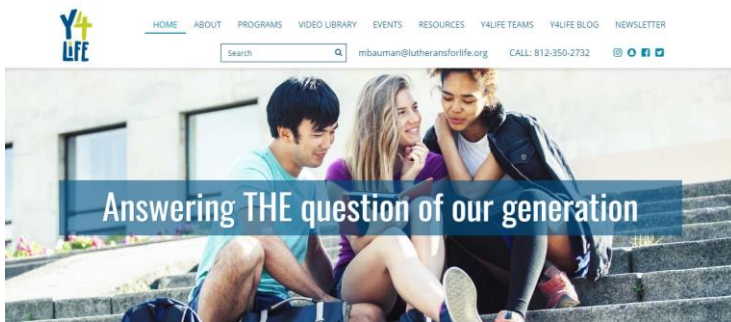 Y4
LiFE
HOME ABOUT PROGRAMS VIDEO LIBRARY EVENTS RESOURCES Y4LIFE TEAMS Y4LIFE BLOG NEWSLETTER
Search mbauman@lutheransforlife.org CALL: 812-350-2732
Answering THE question of our generation